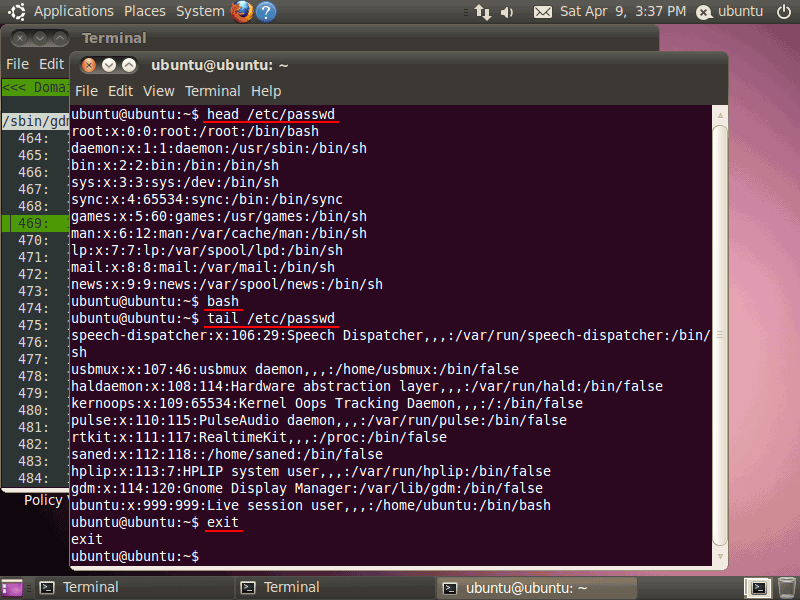 Applications Places System
Sat Apr 9, 3:37 PM
ubuntu
Terminal
File Edit
<<< Doma
/sbin/gdm
464:
465:
466:
467:
468:
469:
470:
471:
472:
473:
474:
475:
476:
477:
478:
479:
480:
481:
482:
483:
484:
Policy
ubuntu@ubuntu: ~
File Edit View Terminal Help
ubuntu@ubuntu:~$ head /etc/passwd
root:x:0:0:root:/root:/bin/bash
daemon:x:1:1:daemon:/usr/sbin:/bin/sh
bin:x:2:2:bin:/bin:/bin/sh
sys:x:3:3:sys:/dev:/bin/sh
sync:x:4:65534:sync:/bin:/bin/sync
games:x:5:60:games:/usr/games:/bin/sh
man:x:6:12:man:/var/cache/man:/bin/sh
lp:x:7:7:lp:/var/spool/lpd:/bin/sh
mail:x:8:8:mail:/var/mail:/bin/sh
news:x:9:9:news:/var/spool/news:/bin/sh
ubuntu@ubuntu:~$ bash
ubuntu@ubuntu:~$ tail /etc/passwd
speech-dispatcher:x:106:29:Speech Dispatcher,,,:/var/run/speech-dispatcher:/bin/
sh
usbmux:x:107:46:usbmux daemon,,,:/home/usbmux:/bin/false
haldaemon:x:108:114:Hardware abstraction layer,,,:/var/run/hald:/bin/false
kernoops:x:109:65534:Kernel Oops Tracking Daemon,,,:/:/bin/false
pulse:x:110:115:PulseAudio daemon,,,:/var/run/pulse:/bin/false
rtkit:x:111:117:RealtimeKit,,,:/proc:/bin/false
saned:x:112:118::/home/saned:/bin/false
hplip:x:113:7:HPLIP system user,,,:/var/run/hplip:/bin/false
gdm:x:114:120:Gnome Display Manager:/var/lib/gdm:/bin/false
ubuntu:x:999:999:Live session user,,,:/home/ubuntu:/bin/bash
ubuntu@ubuntu:~$ exit
exit
ubuntu@ubuntu:~$
Terminal
Terminal
ubuntu@ubuntu: ~